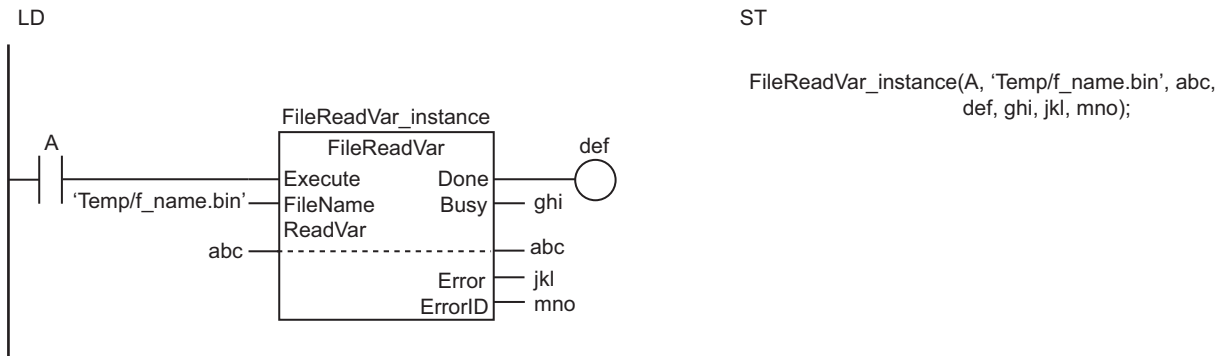 LD
ST
FileReadVar_instance(A, ‘Temp/f_name.bin’, abc,
def, ghi, jkl, mno);
FileReadVar_instance
A
FileReadVar
def
Execute
Done
‘Temp/f_name.bin’
FileName
Busy
ghi
ReadVar
abc
abc
Error
jkl
ErrorID
mno